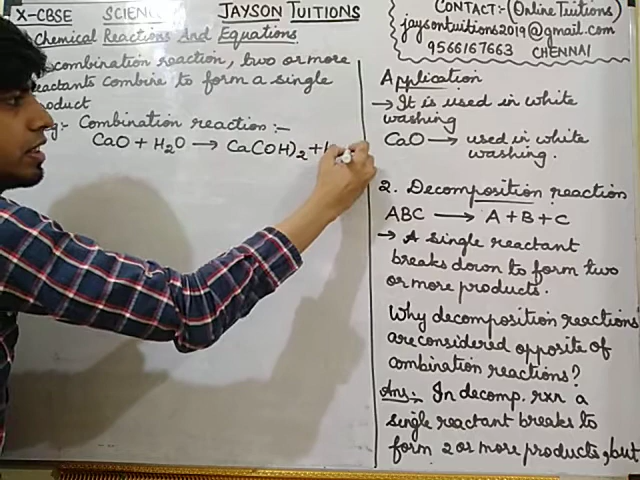 X-CBSE SCIENC JAYSON TUITIONS
Chemical Reactions And Equations
combination reaction, two or more
eactants combine to form a single
oduct
g:- Combination reaction:-
CaO + H2O → Ca(OH)2 + H
CONTACT:- (Online Tuitions)
jaysontuitions2019@gmail.com
9566167663 CHENNAI
Application
→ It is used in white
washing
CaO → used in white
washing.
2. Decomposition reaction
ABC → A + B + C
→ A single reactant
breaks down to form two
or more products.
Why decomposition reactions
are considered opposite of
combination reactions?
Ans:- In decomp. rxn a
single reactant breaks to
form 2 or more products, but